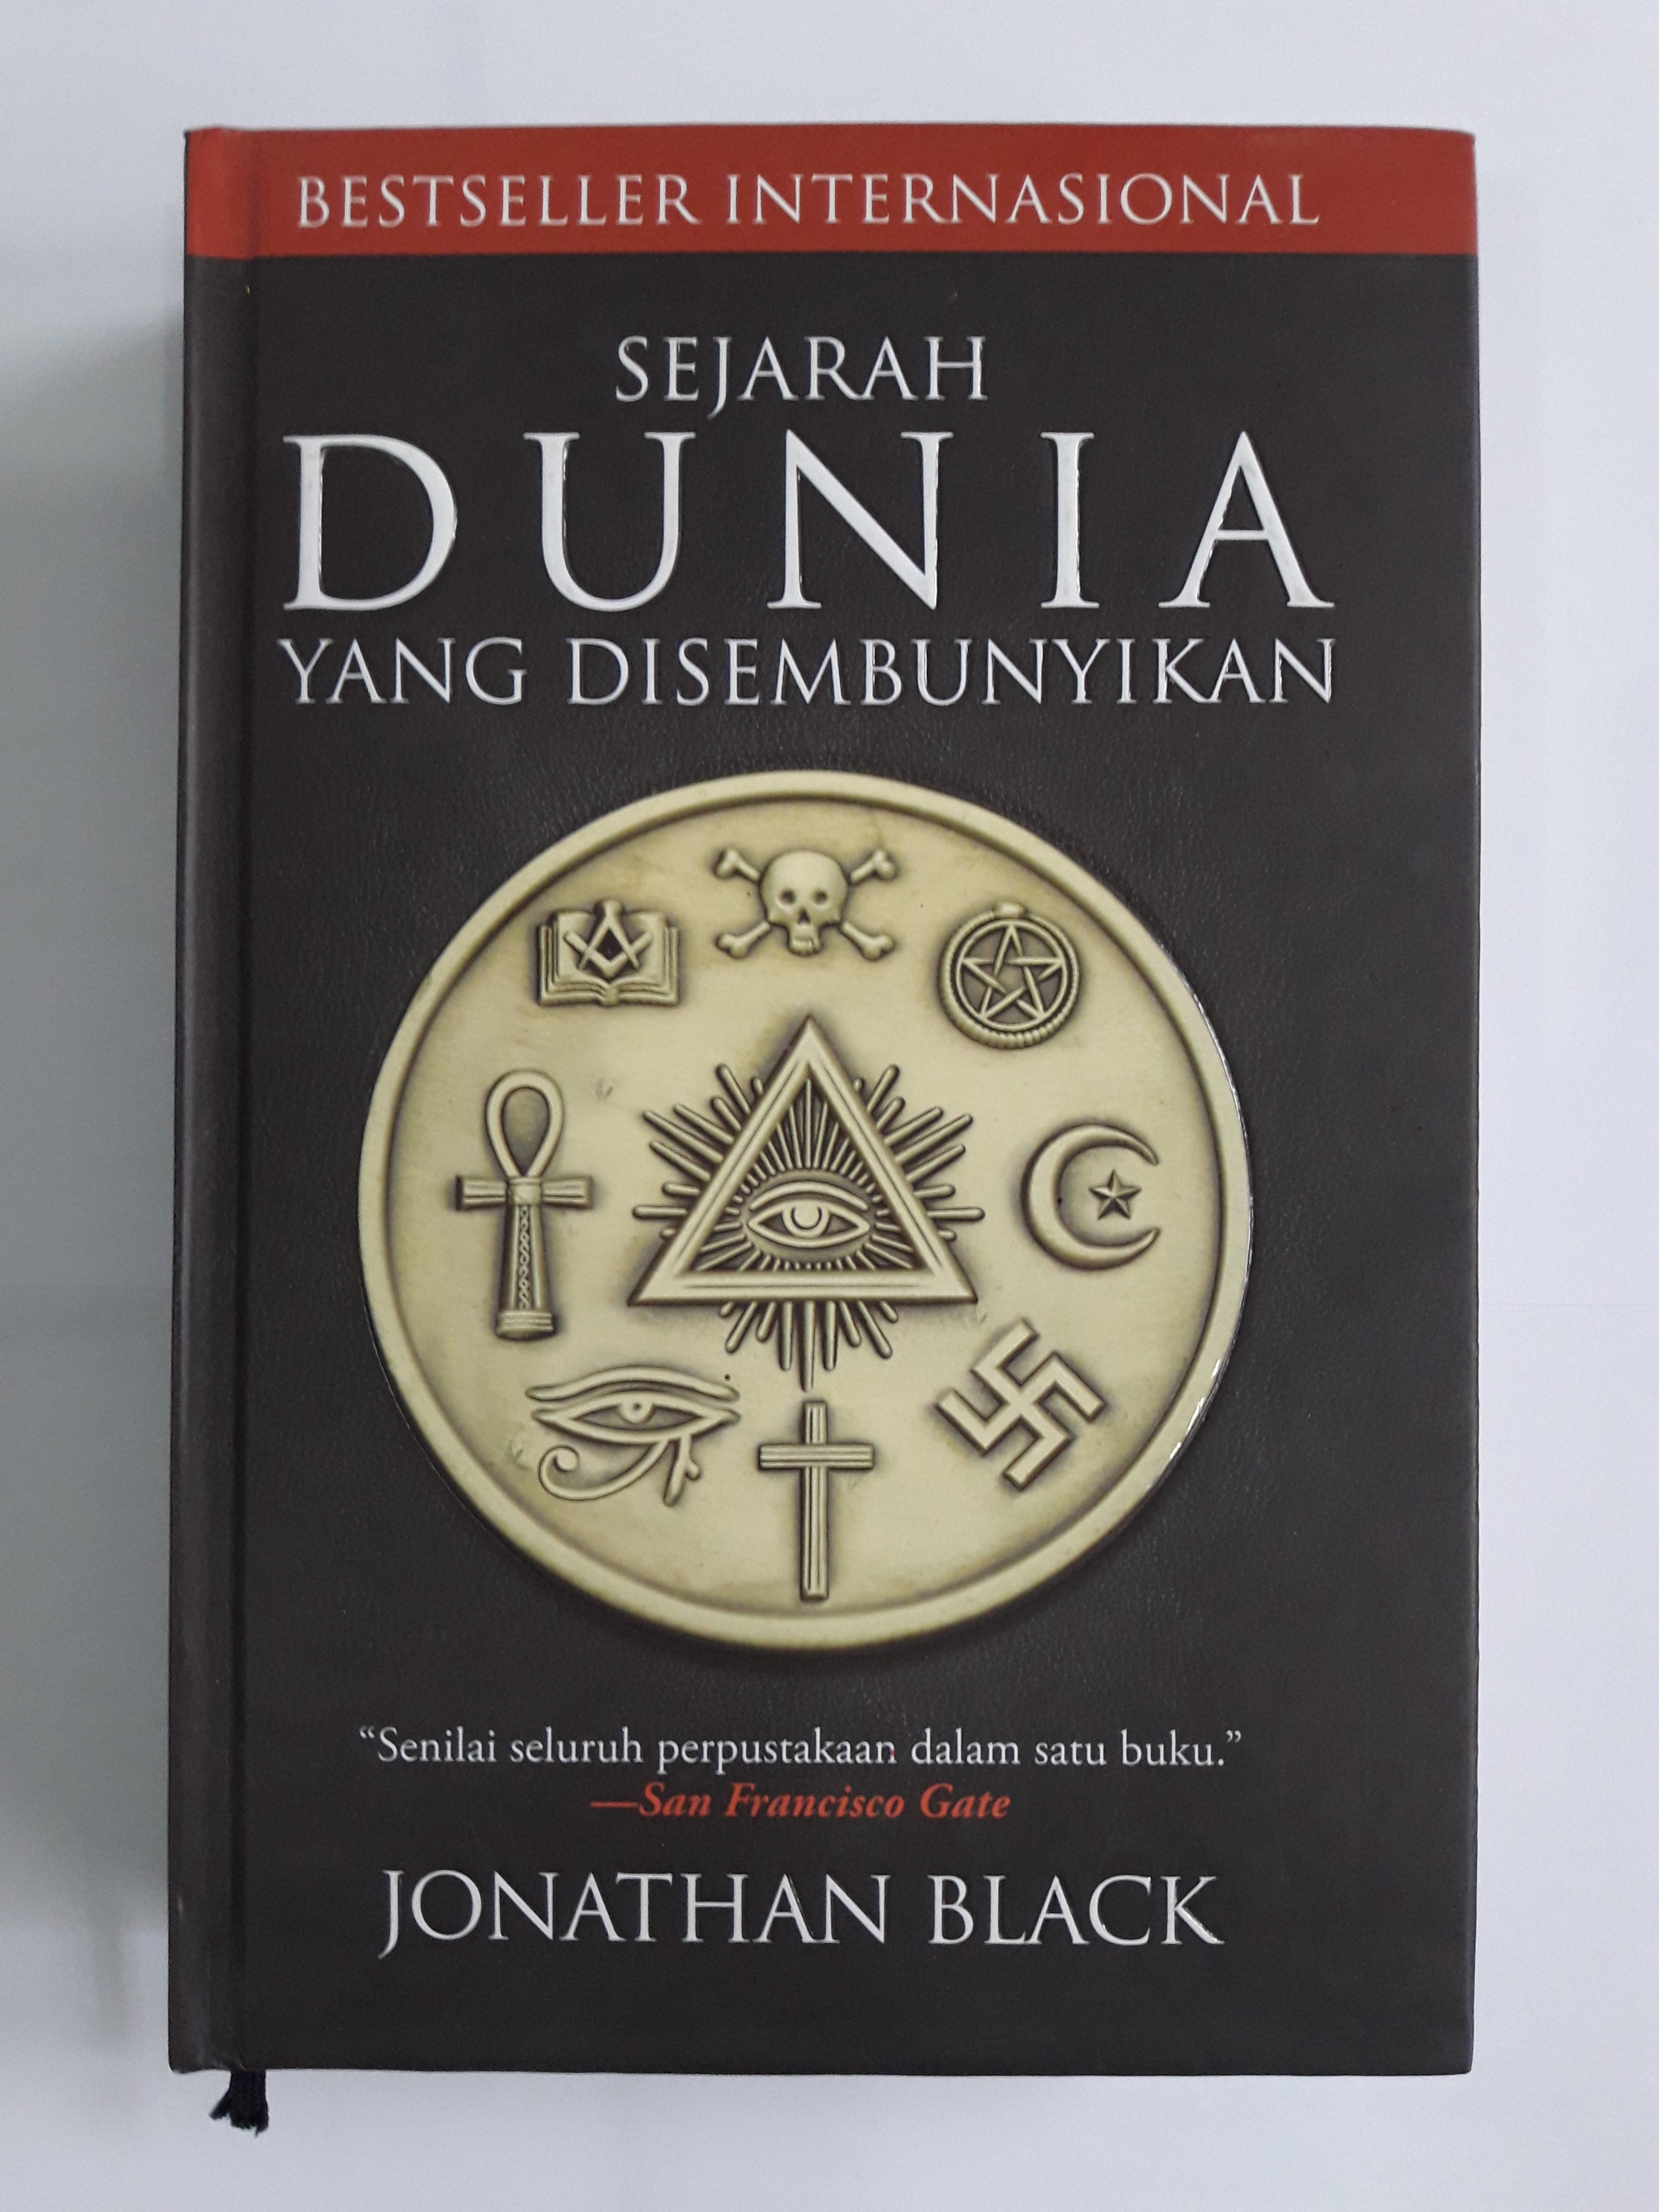 BESTSELLER INTERNASIONAL
SEJARAH
DUNIA
YANG DISEMBUNYIKAN
“Senilai seluruh perpustakaan dalam satu buku.”
—San Francisco Gate
JONATHAN BLACK